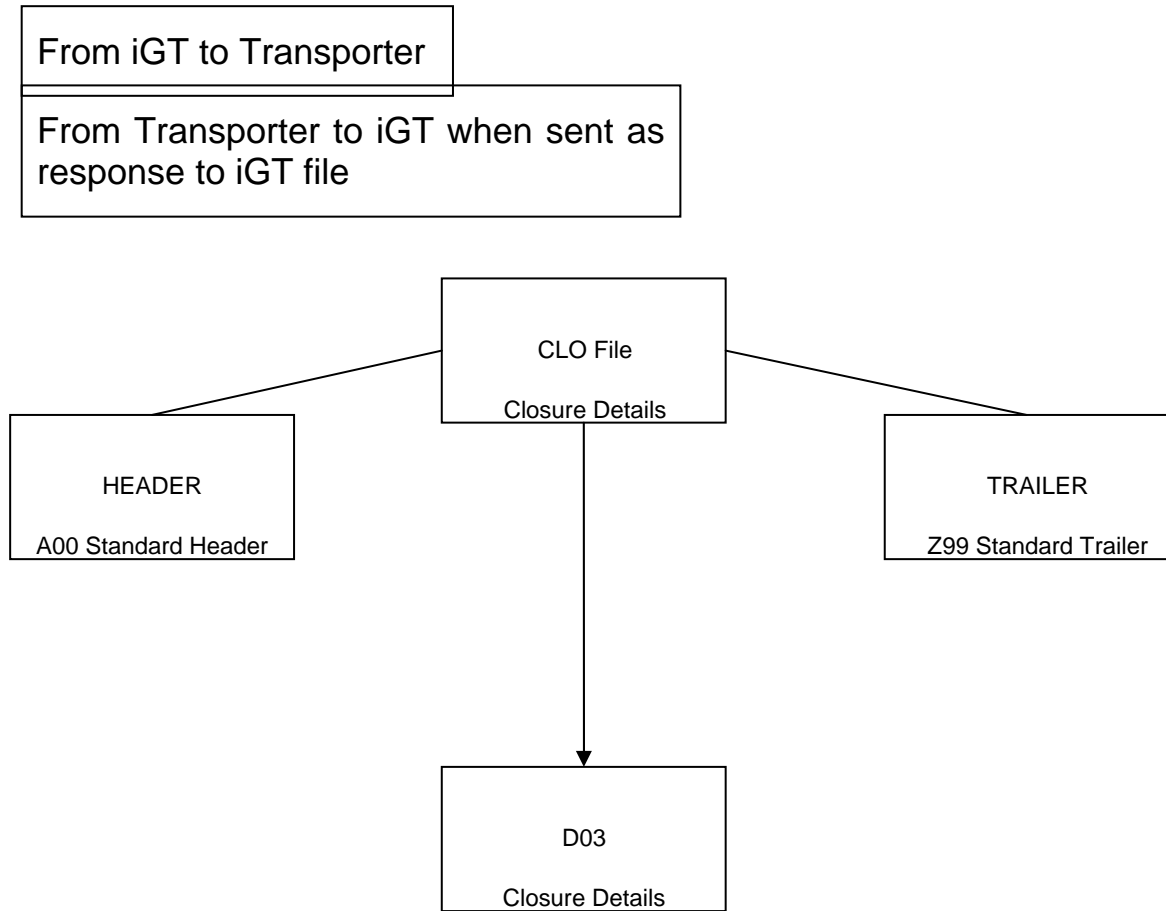 From iGT to Transporter
From Transporter to iGT when sent as
response to iGT file
CLO File
Closure Details
HEADER
A00 Standard Header
TRAILER
Z99 Standard Trailer
D03
Closure Details